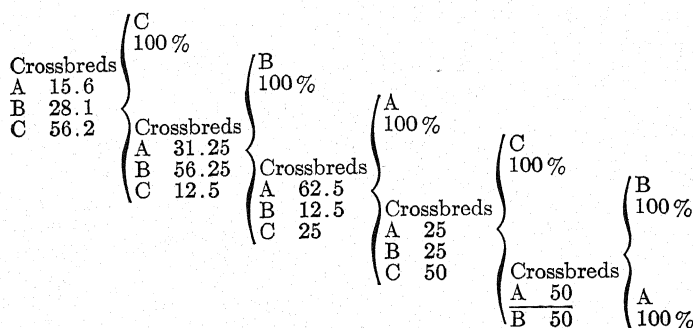 C
100%
Crossbreds
A 15.6
B 28.1
C 56.2
B
100%
Crossbreds
A 31.25
B 56.25
C 12.5
A
100%
Crossbreds
A 62.5
B 12.5
C 25
C
100%
Crossbreds
A 25
B 25
C 50
B
100%
Crossbreds
A 50
B 50
A
100%